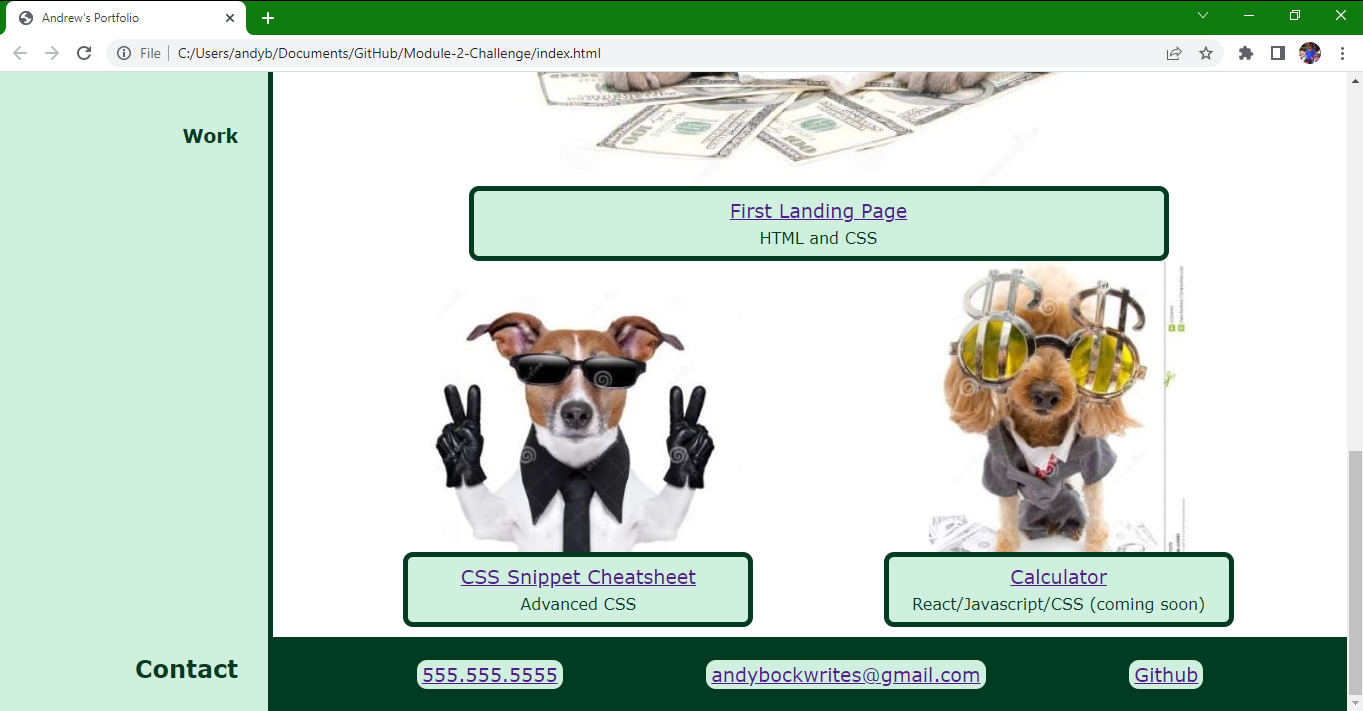 Andrew's Portfolio
File
C:/Users/andyb/Documents/GitHub/Module-2-Challenge/index.html
Work
100
100
First Landing Page
HTML and CSS
CSS Snippet Cheatsheet
Advanced CSS
Calculator
React/Javascript/CSS (coming soon)
Contact
555.555.5555
andybockwrites@gmail.com
Github